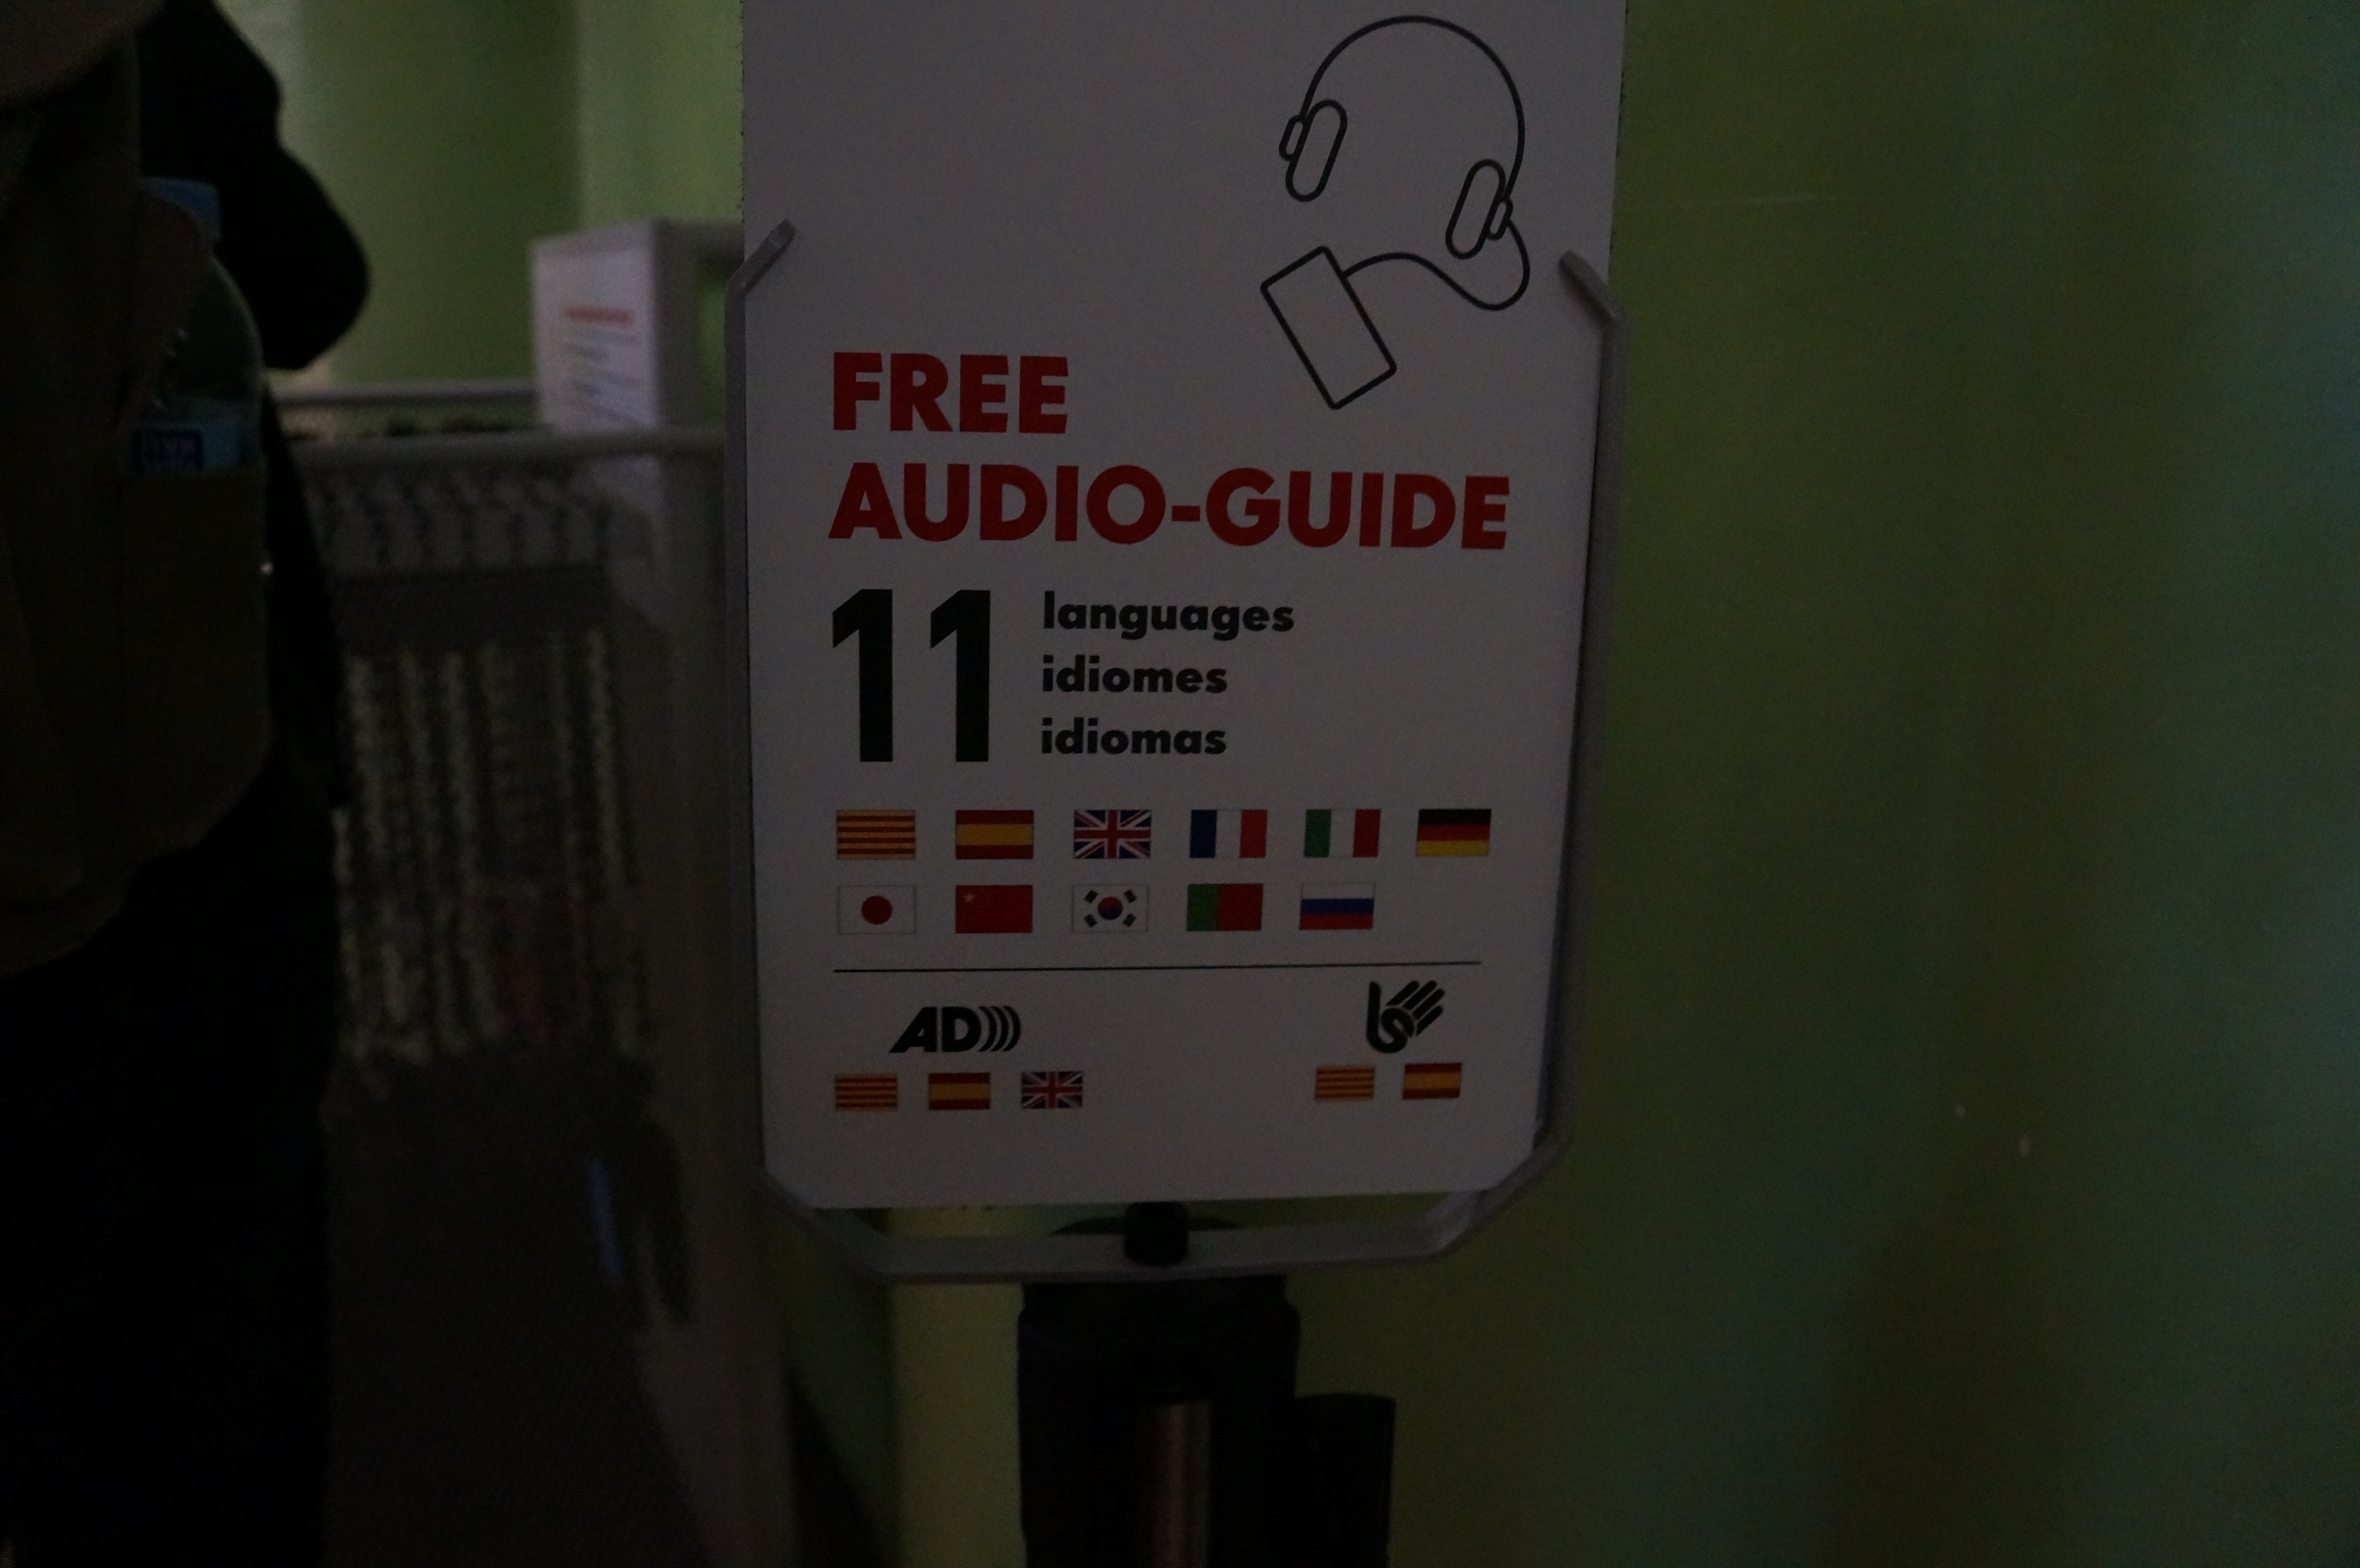 FREE
AUDIO-GUIDE
11
languages
idiomes
idiomas
AD